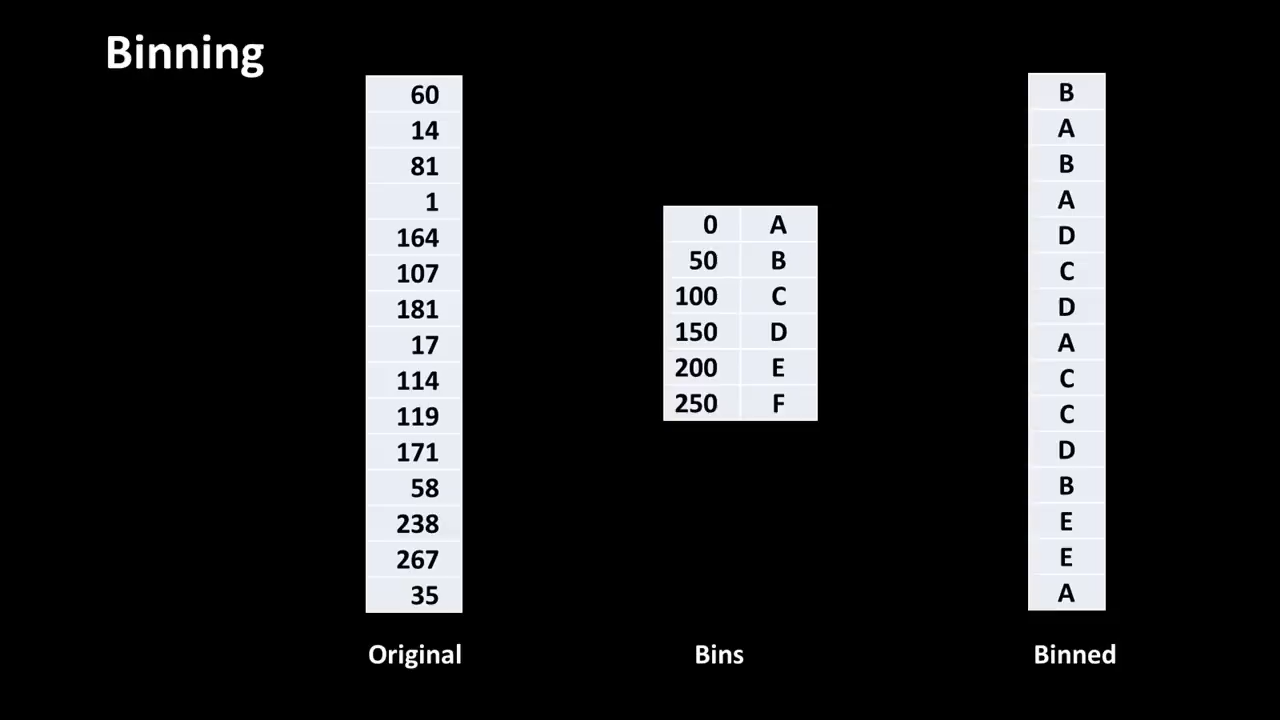 Binning
60
14
81
1
164
107
181
17
114
119
171
58
238
267
35
Original
0 A
50 B
100 C
150 D
200 E
250 F
Bins
B
A
B
A
D
C
D
A
C
C
D
B
E
E
A
Binned